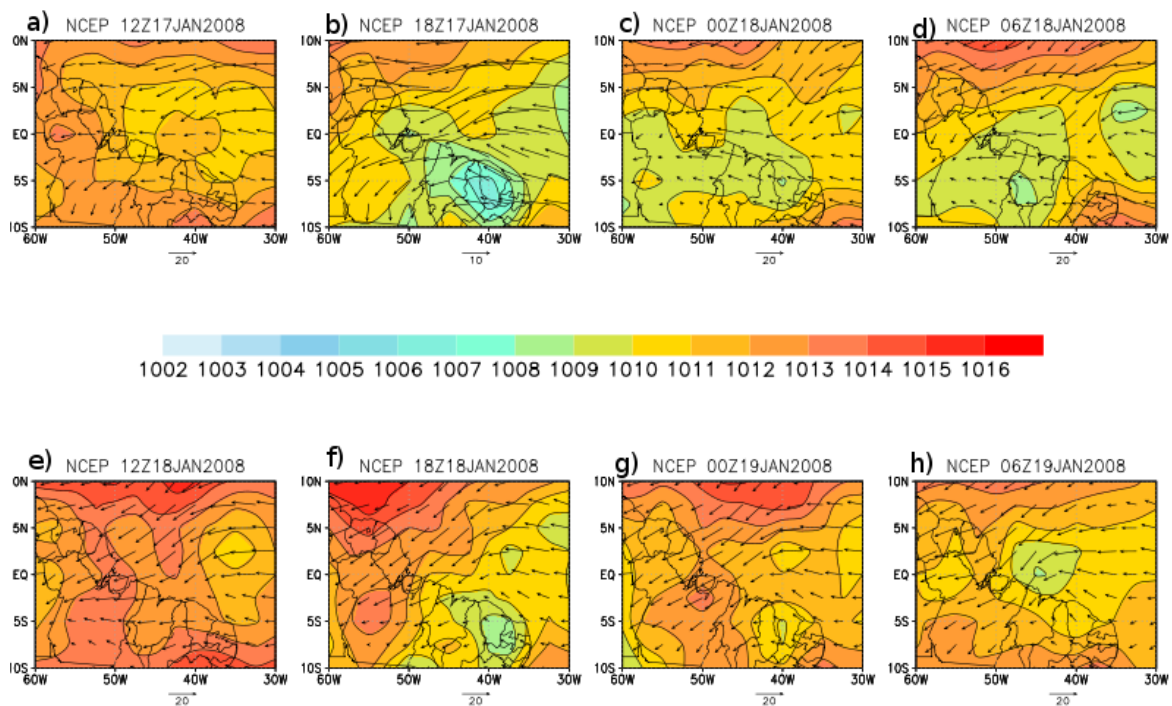 a) NCEP 12Z17JAN2008 b) NCEP 18Z17JAN2008 c) NCEP 00Z18JAN2008 d) NCEP 06Z18JAN2008
0N 10N 10N 10N
5N 5N 5N 5N
EQ EQ EQ EQ
5S 5S 5S 5S
10S 10S 10S 10S
60W 50W 40W 30W 60W 50W 40W 30W 60W 50W 40W 30W 60W 50W 40W 30W
20 10 20 20
1002 1003 1004 1005 1006 1007 1008 1009 1010 1011 1012 1013 1014 1015 1016
e) NCEP 12Z18JAN2008 f) NCEP 18Z18JAN2008 g) NCEP 00Z19JAN2008 h) NCEP 06Z19JAN2008
0N 10N 10N 10N
5N 5N 5N 5N
EQ EQ EQ EQ
5S 5S 5S 5S
10S 10S 10S 10S
60W 50W 40W 30W 60W 50W 40W 30W 60W 50W 40W 30W 60W 50W 40W 30W
20 20 20 20